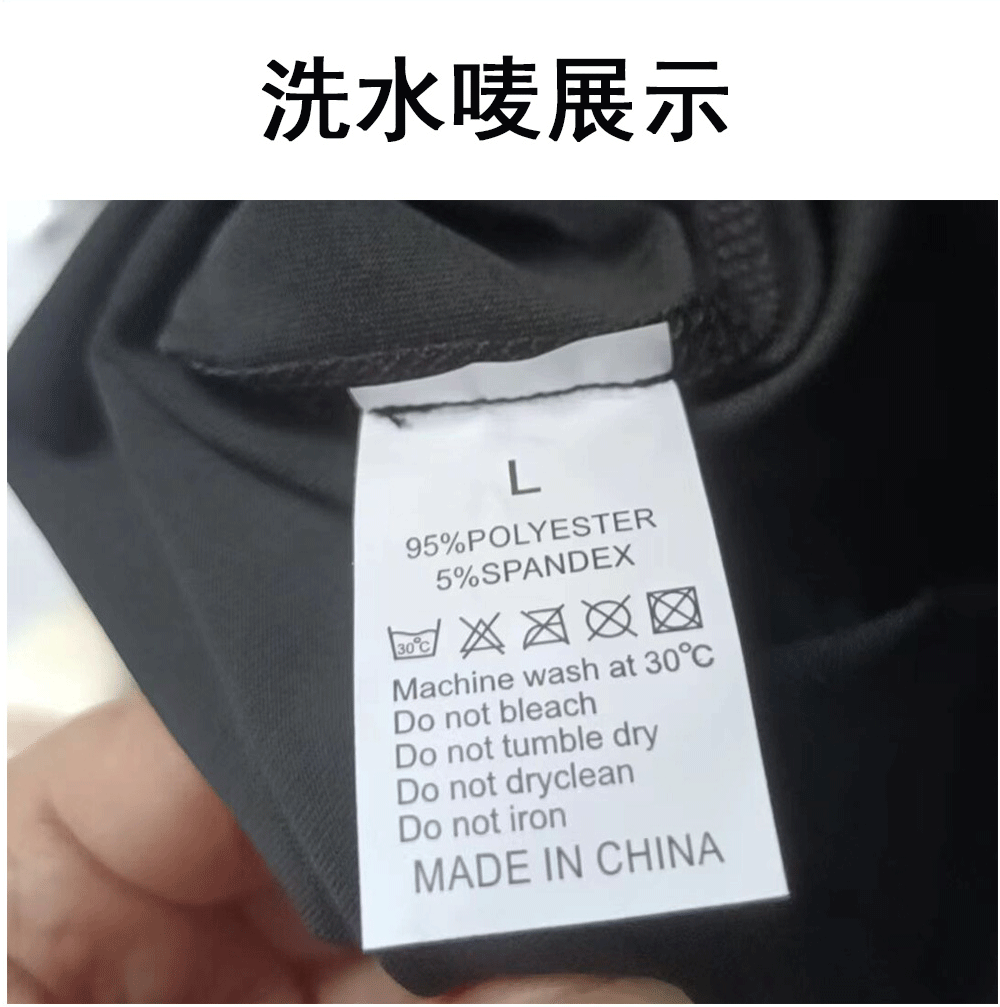 洗水唛展示
L
95%POLYESTER
5%SPANDEX
30°C
Machine wash at 30°C
Do not bleach
Do not tumble dry
Do not dryclean
Do not iron
MADE IN CHINA